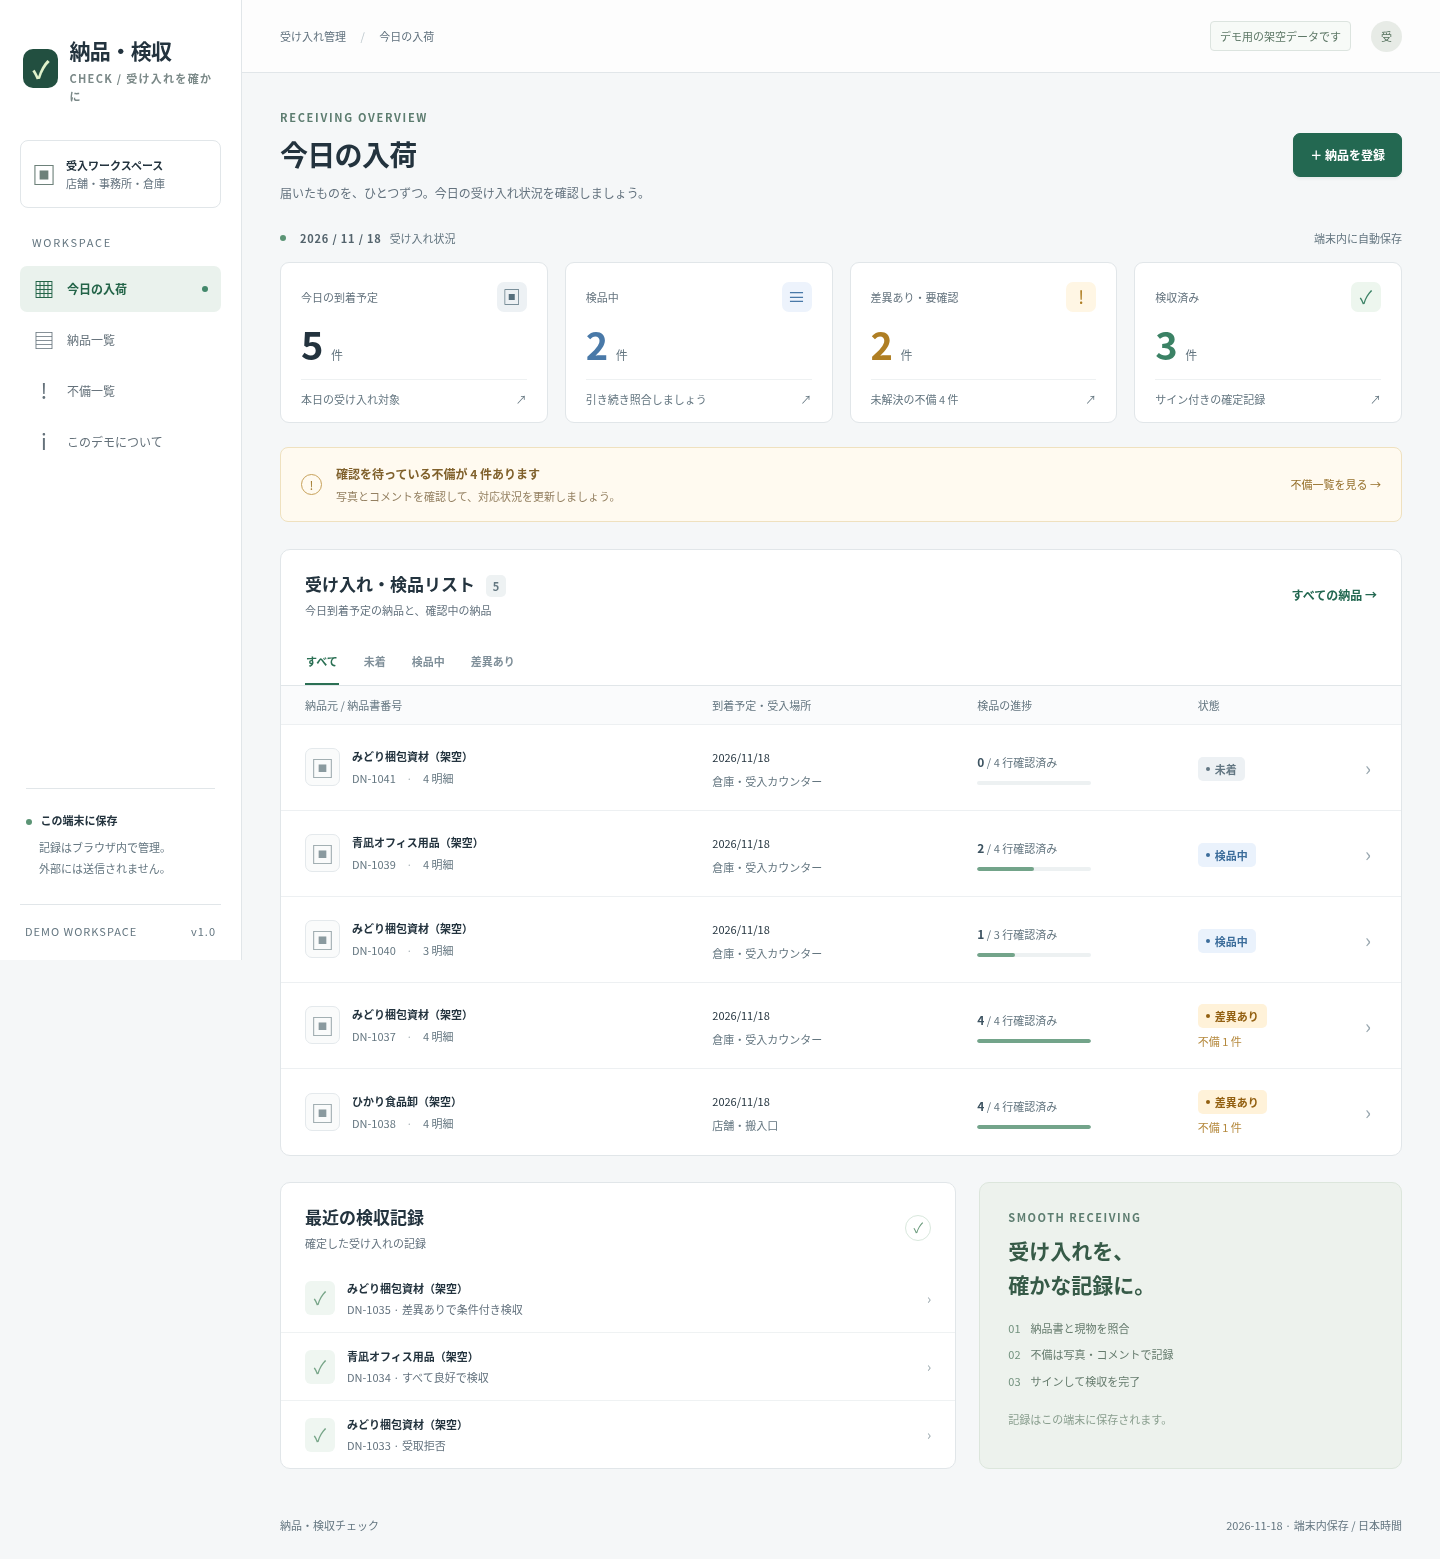 納品・検収
CHECK / 受け入れを確か
に
受入ワークスペース
店舗・事務所・倉庫
WORKSPACE
今日の入荷
納品一覧
! 不備一覧
i このデモについて
この端末に保存
記録はブラウザ内で管理。
外部には送信されません。
DEMO WORKSPACE v1.0
受け入れ管理 / 今日の入荷
デモ用の架空データです 受
RECEIVING OVERVIEW
今日の入荷
届いたものを、ひとつずつ。今日の受け入れ状況を確認しましょう。
＋ 納品を登録
2026 / 11 / 18 受け入れ状況
端末内に自動保存
今日の到着予定
5 件
本日の受け入れ対象 ↗
検品中
2 件
引き続き照合しましょう ↗
差異あり・要確認 !
2 件
未解決の不備 4 件 ↗
検収済み ✓
3 件
サイン付きの確定記録 ↗
! 確認を待っている不備が 4 件あります
写真とコメントを確認して、対応状況を更新しましょう。
不備一覧を見る →
受け入れ・検品リスト 5
今日到着予定の納品と、確認中の納品
すべての納品 →
すべて 未着 検品中 差異あり
納品元 / 納品書番号 到着予定・受入場所 検品の進捗 状態
みどり梱包資材（架空）
DN-1041 · 4 明細
2026/11/18
倉庫・受入カウンター
0 / 4 行確認済み
未着 ›
青凪オフィス用品（架空）
DN-1039 · 4 明細
2026/11/18
倉庫・受入カウンター
2 / 4 行確認済み
検品中 ›
みどり梱包資材（架空）
DN-1040 · 3 明細
2026/11/18
倉庫・受入カウンター
1 / 3 行確認済み
検品中 ›
みどり梱包資材（架空）
DN-1037 · 4 明細
2026/11/18
倉庫・受入カウンター
4 / 4 行確認済み
差異あり ›
不備 1 件
ひかり食品卸（架空）
DN-1038 · 4 明細
2026/11/18
店舗・搬入口
4 / 4 行確認済み
差異あり ›
不備 1 件
最近の検収記録
確定した受け入れの記録
みどり梱包資材（架空）
DN-1035 · 差異ありで条件付き検収
青凪オフィス用品（架空）
DN-1034 · すべて良好で検収
みどり梱包資材（架空）
DN-1033 · 受取拒否
SMOOTH RECEIVING
受け入れを、
確かな記録に。
01 納品書と現物を照合
02 不備は写真・コメントで記録
03 サインして検収を完了
記録はこの端末に保存されます。
納品・検収チェック
2026-11-18 · 端末内保存 / 日本時間